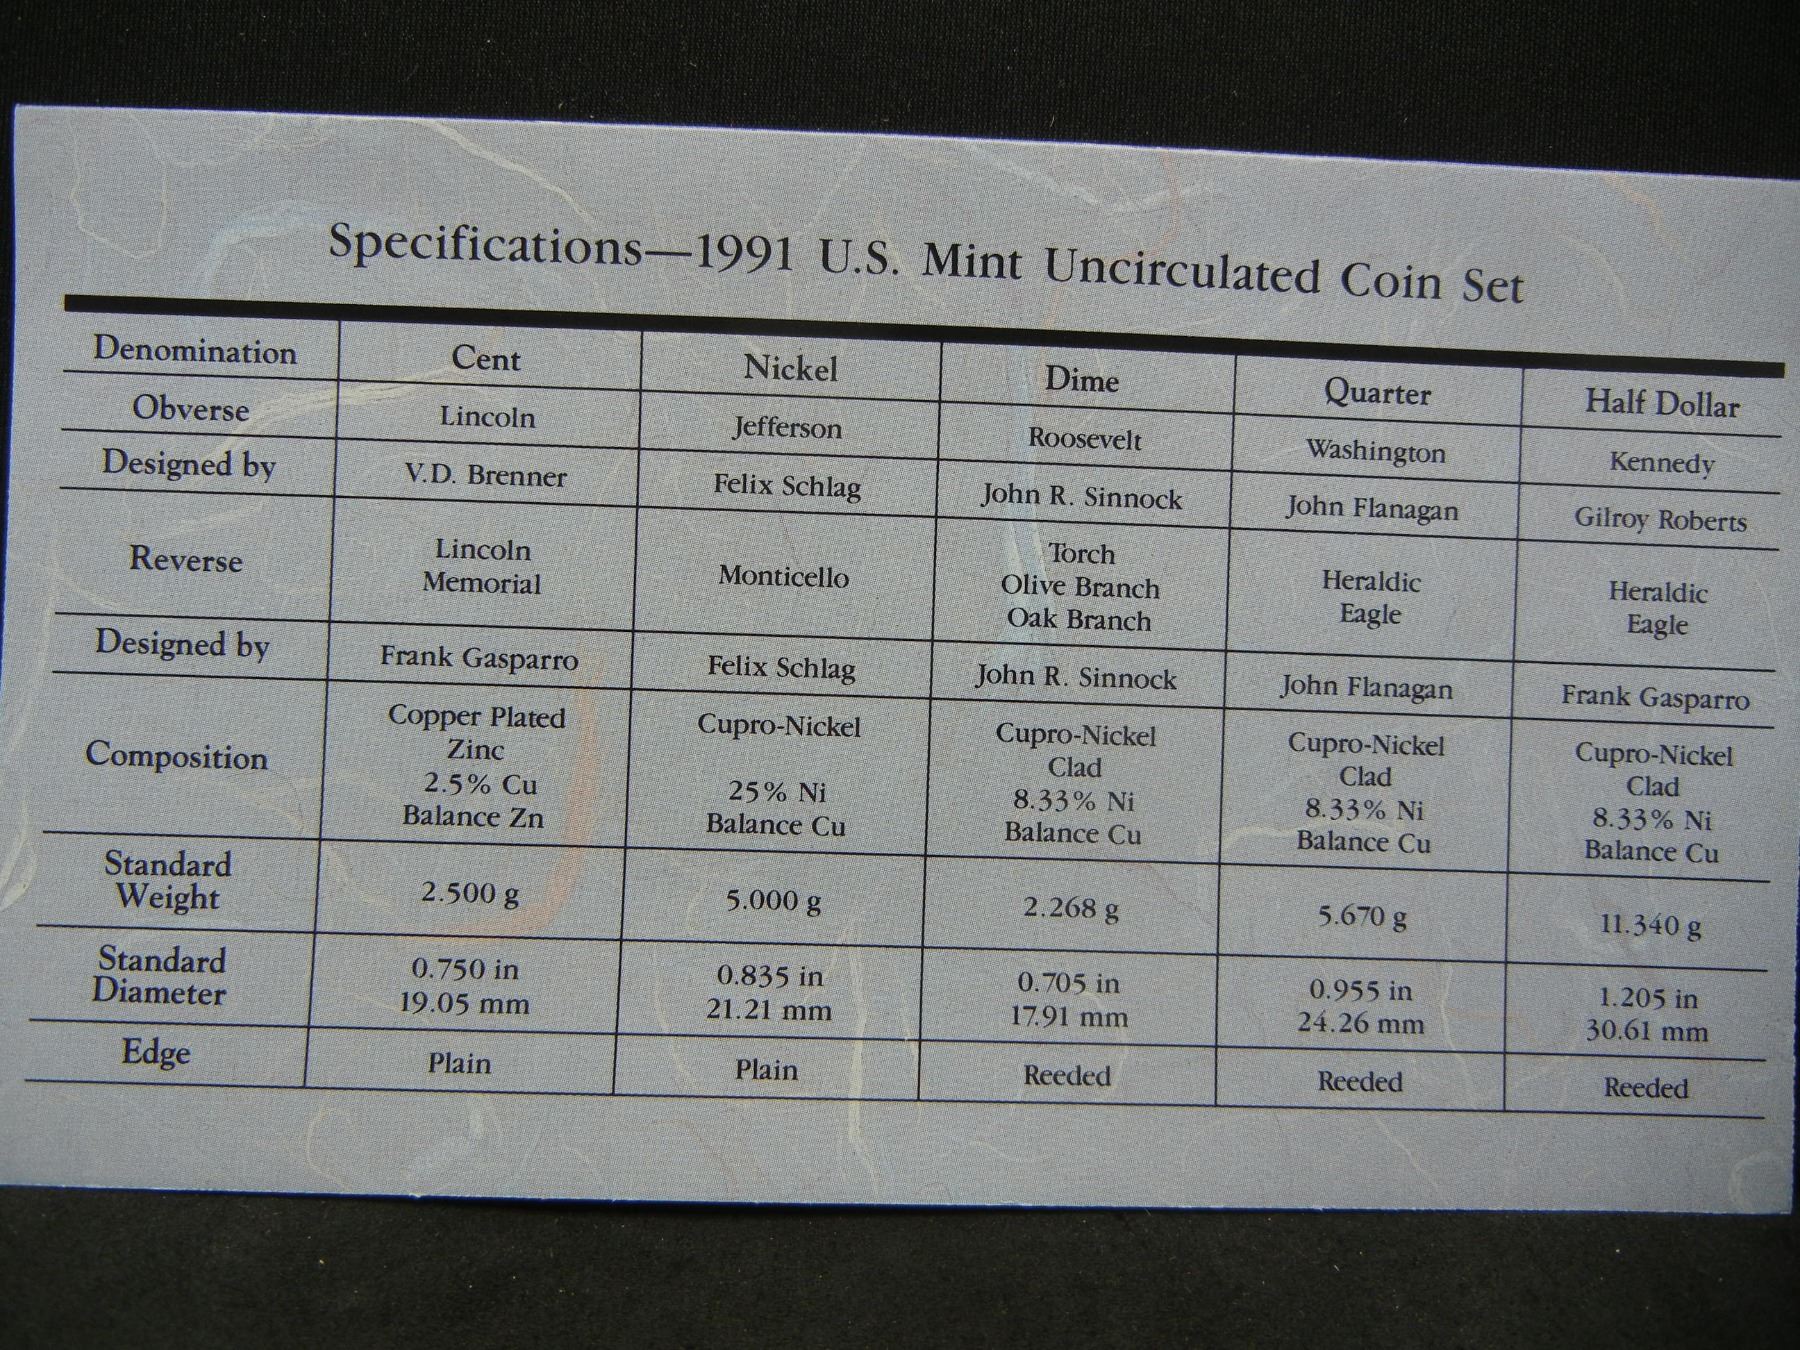 Specifications—1991 U.S. Mint Uncirculated Coin Set
Denomination Cent Nickel Dime Quarter Half Dollar
Obverse Lincoln Jefferson Roosevelt Washington Kennedy
Designed by V.D. Brenner Felix Schlag John R. Sinnock John Flanagan Gilroy Roberts
Reverse Lincoln Memorial Monticello Torch Olive Branch Oak Branch Heraldic Eagle Heraldic Eagle
Designed by Frank Gasparro Felix Schlag John R. Sinnock John Flanagan Frank Gasparro
Composition Copper Plated Zinc 2.5% Cu Balance Zn Cupro-Nickel 25% Ni Balance Cu Cupro-Nickel Clad 8.33% Ni Balance Cu Cupro-Nickel Clad 8.33% Ni Balance Cu Cupro-Nickel Clad 8.33% Ni Balance Cu
Standard Weight 2.500 g 5.000 g 2.268 g 5.670 g 11.340 g
Standard Diameter 0.750 in 19.05 mm 0.835 in 21.21 mm 0.705 in 17.91 mm 0.955 in 24.26 mm 1.205 in 30.61 mm
Edge Plain Plain Reeded Reeded Reeded